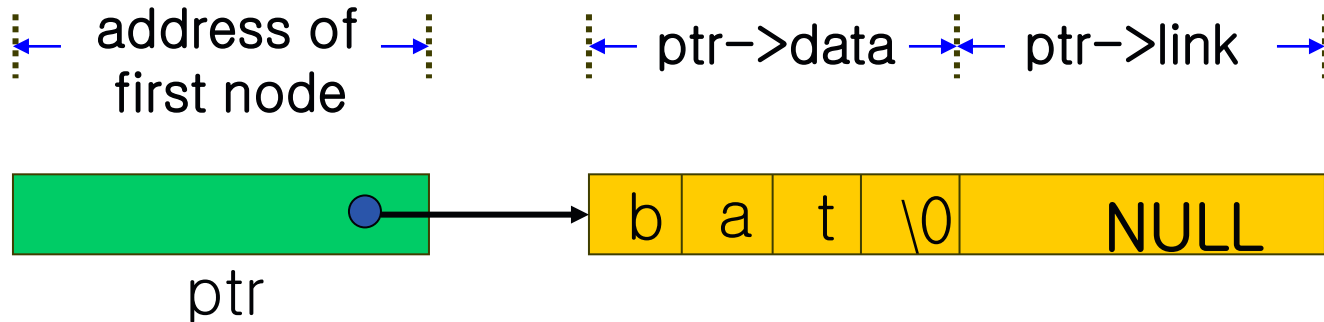 address of
first node
ptr->data
ptr->link
b a t \0 NULL
ptr